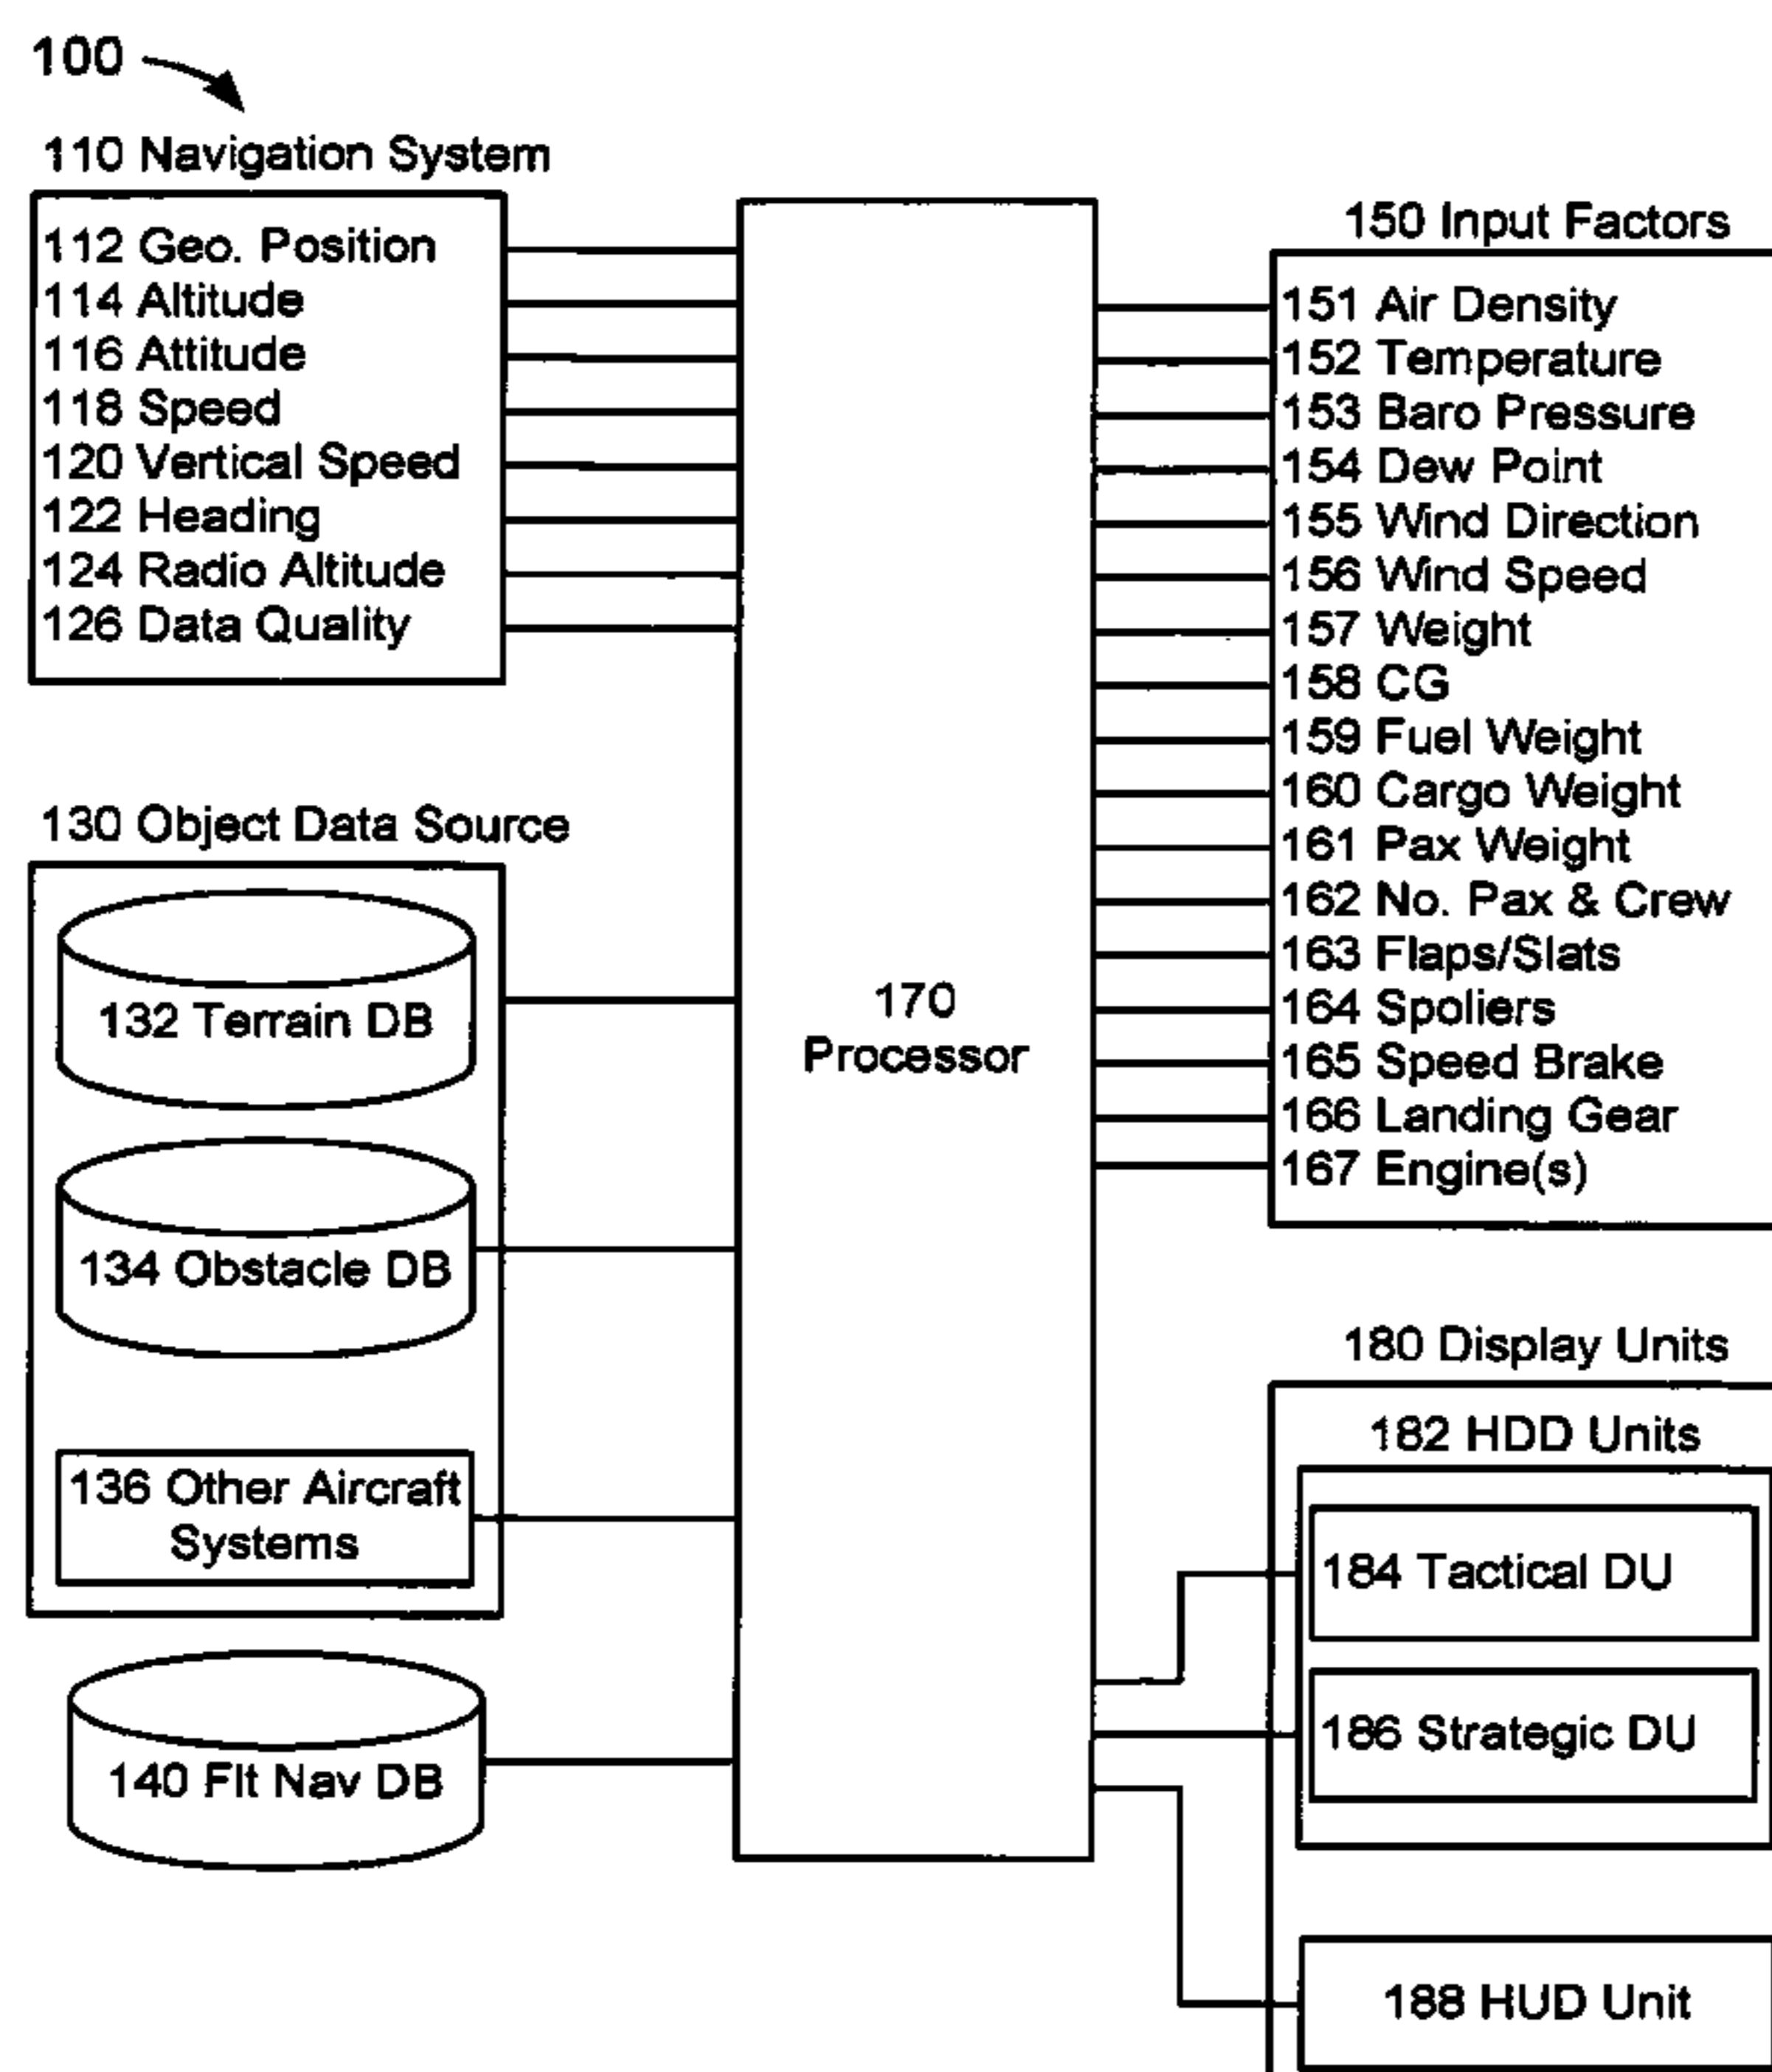 100
110 Navigation System
112 Geo. Position
114 Altitude
116 Attitude
118 Speed
120 Vertical Speed
122 Heading
124 Radio Altitude
126 Data Quality
130 Object Data Source
132 Terrain DB
134 Obstacle DB
136 Other Aircraft
Systems
140 Flt Nav DB
170
Processor
150 Input Factors
151 Air Density
152 Temperature
153 Baro Pressure
154 Dew Point
155 Wind Direction
156 Wind Speed
157 Weight
158 CG
159 Fuel Weight
160 Cargo Weight
161 Pax Weight
162 No. Pax & Crew
163 Flaps/Slats
164 Spoliers
165 Speed Brake
166 Landing Gear
167 Engine(s)
180 Display Units
182 HDD Units
184 Tactical DU
186 Strategic DU
188 HUD Unit